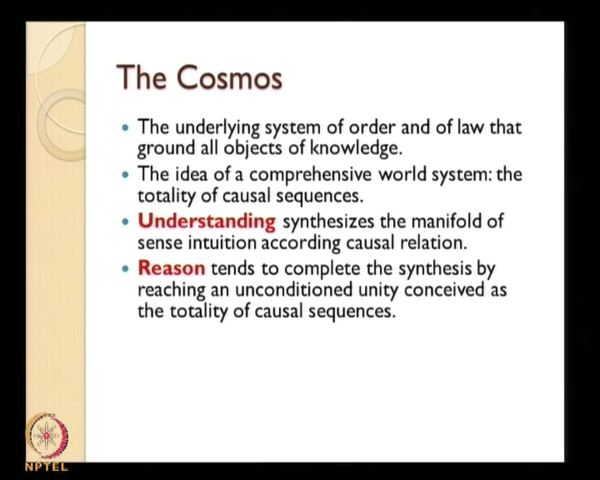 The Cosmos
• The underlying system of order and of law that
ground all objects of knowledge.
• The idea of a comprehensive world system: the
totality of causal sequences.
• Understanding synthesizes the manifold of
sense intuition according causal relation.
• Reason tends to complete the synthesis by
reaching an unconditioned unity conceived as
the totality of causal sequences.
NPTEL